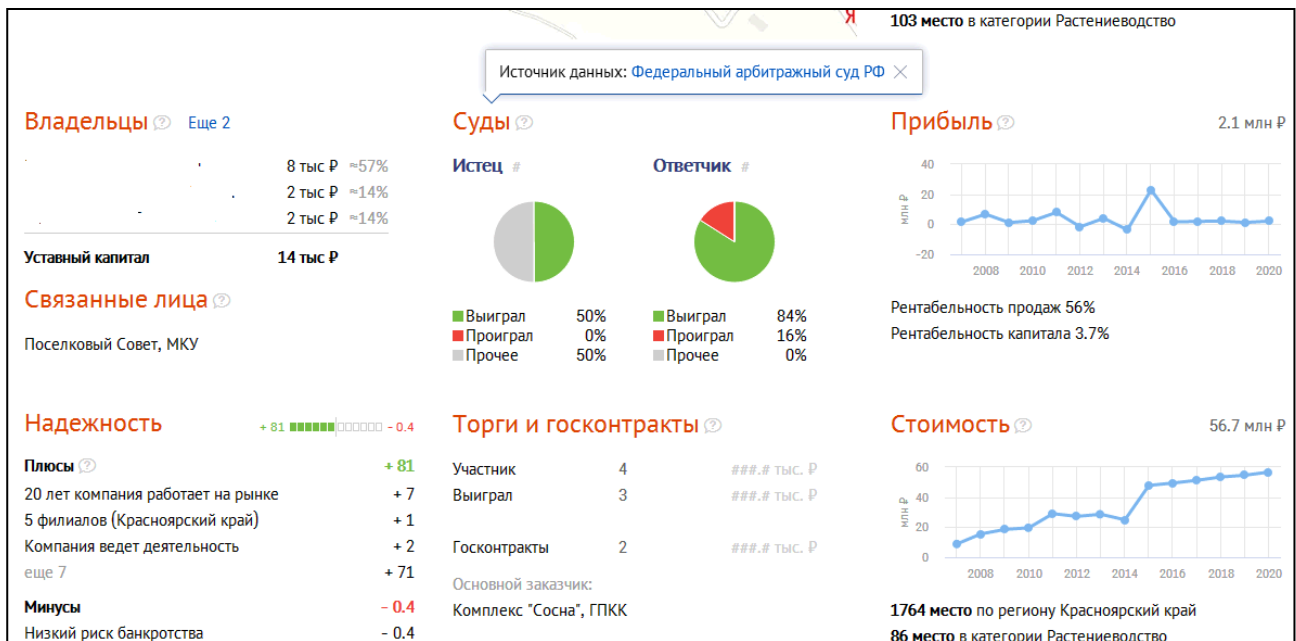 Я
103 место в категории Растениеводство
Источник данных: Федеральный арбитражный суд РФ
Владельцы ? Еще 2
8 тыс ₽ ≈57%
2 тыс ₽ ≈14%
2 тыс ₽ ≈14%
Уставный капитал 14 тыс ₽
Связанные лица ?
Поселковый Совет, МКУ
Суды ?
Истец #
Ответчик #
Выиграл 50%
Проиграл 0%
Прочее 50%
Выиграл 84%
Проиграл 16%
Прочее 0%
Прибыль ? 2.1 млн ₽
млн ₽
40
20
0
-20
2008 2010 2012 2014 2016 2018 2020
Рентабельность продаж 56%
Рентабельность капитала 3.7%
Надежность + 81 - 0.4
Плюсы ? + 81
20 лет компания работает на рынке + 7
5 филиалов (Красноярский край) + 1
Компания ведет деятельность + 2
еще 7 + 71
Минусы - 0.4
Низкий риск банкротства - 0.4
Торги и госконтракты ?
Участник 4 ###.# тыс. ₽
Выиграл 3 ###.# тыс. ₽
Госконтракты 2 ###.# тыс. ₽
Основной заказчик:
Комплекс "Сосна", ГПКК
Стоимость ? 56.7 млн ₽
млн ₽
60
40
20
0
2008 2010 2012 2014 2016 2018 2020
1764 место по региону Красноярский край
86 место в категории Растениеводство